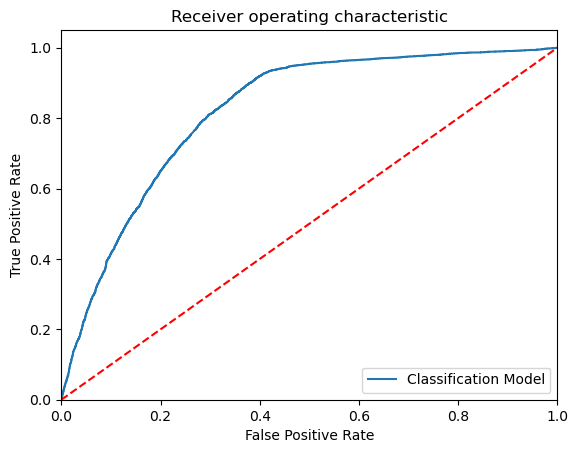 Receiver operating characteristic
1.0
0.8
0.6
0.4
0.2
0.0
True Positive Rate
Classification Model
0.0 0.2 0.4 0.6 0.8 1.0
False Positive Rate